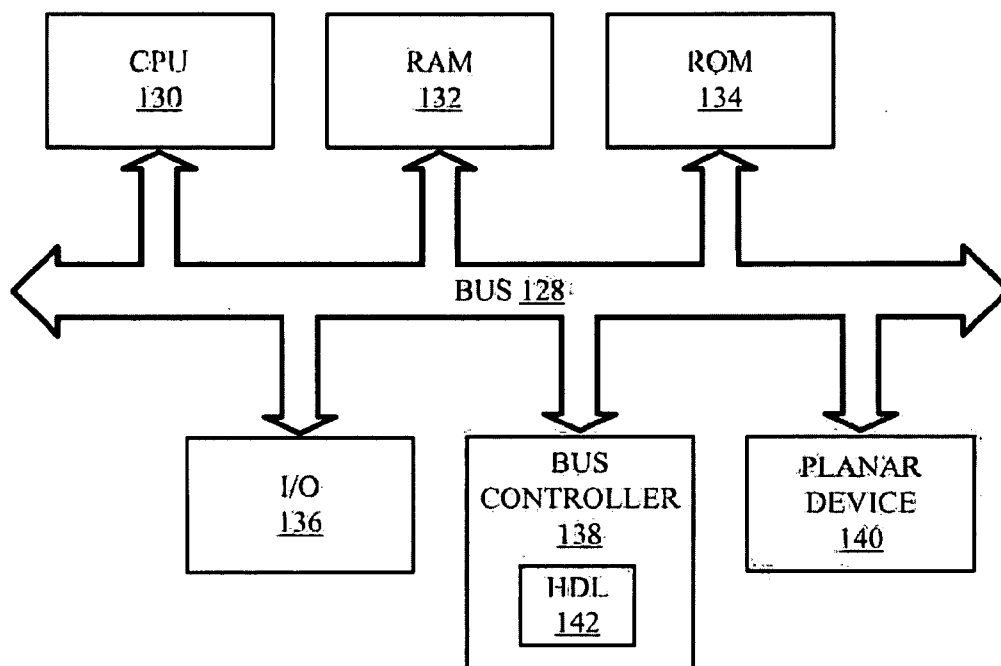 CPU
130
RAM
132
ROM
134
BUS 128
I/O
136
BUS
CONTROLLER
138
HDL
142
PLANAR
DEVICE
140